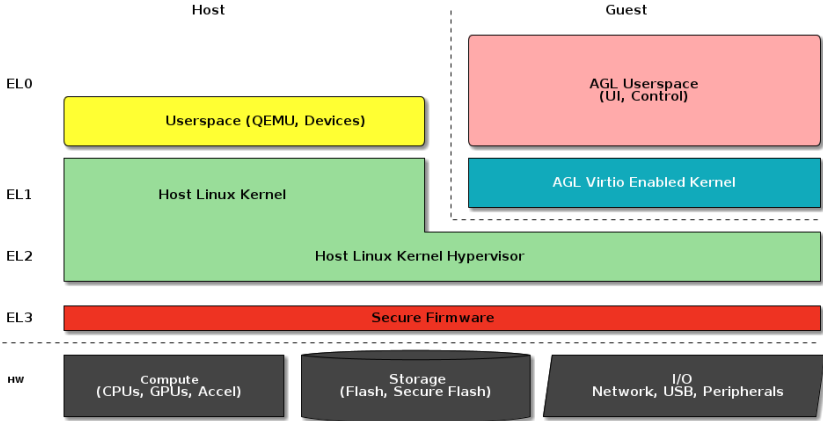 Host
Guest
EL0
AGL Userspace
(UI, Control)
Userspace (QEMU, Devices)
EL1
Host Linux Kernel
AGL Virtio Enabled Kernel
EL2
Host Linux Kernel Hypervisor
EL3
Secure Firmware
HW
Compute
(CPUs, GPUs, Accel)
Storage
(Flash, Secure Flash)
I/O
Network, USB, Peripherals